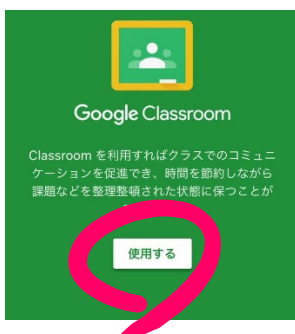 Google Classroom
Classroom を利用すればクラスでのコミュニ
ケーションを促進でき、時間を節約しながら
課題などを整理整頓された状態に保つことが
使用する